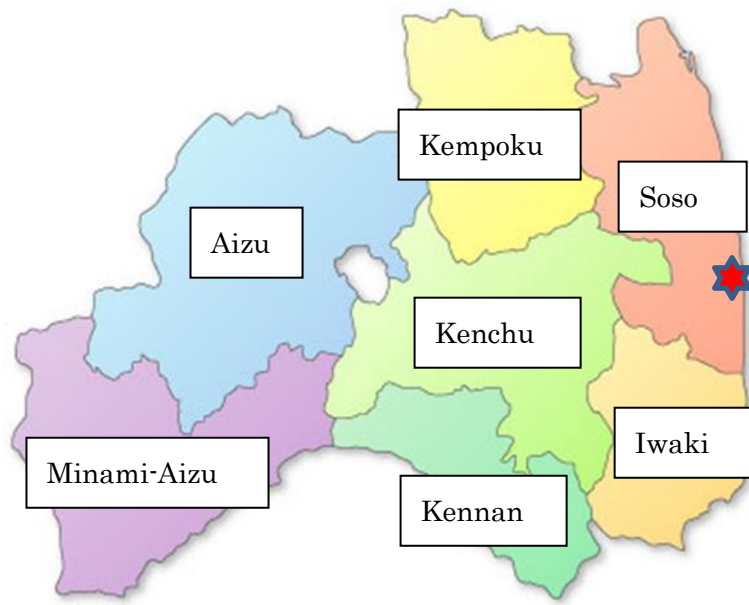 Kempoku
Soso
Aizu
Kenchu
Iwaki
Minami-Aizu
Kennan